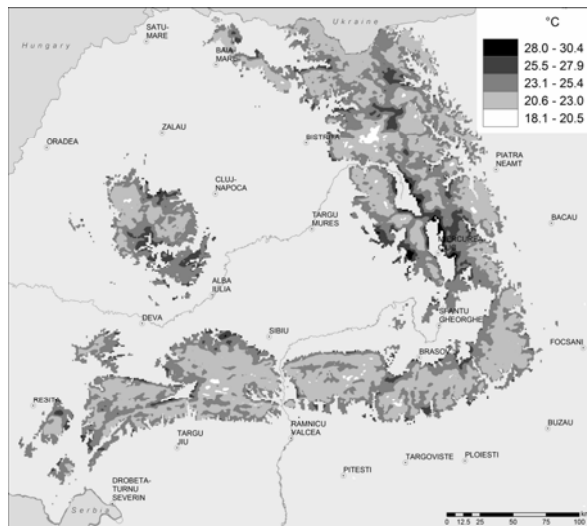 Hungary
Ukraine
SATU-
MARE
BAIA
MARE
°C
28.0 - 30.4
25.5 - 27.9
23.1 - 25.4
20.6 - 23.0
18.1 - 20.5
ZALAU
ORADEA
BISTRITA
PIATRA
NEAMT
CLUJ-
NAPOCA
TARGU
MURES
BACAU
ALBA
IULIA
DEVA
SIBIU
SFANTU
GHEORGHE
BRASOV
FOCSANI
RESITA
TARGU
JIU
RAMNICU
VALCEA
BUZAU
PITESTI
TARGOVISTE
PLOIESTI
DROBETA-
TURNU
SEVERIN
Serbia
0 12.5 25 50 75 100